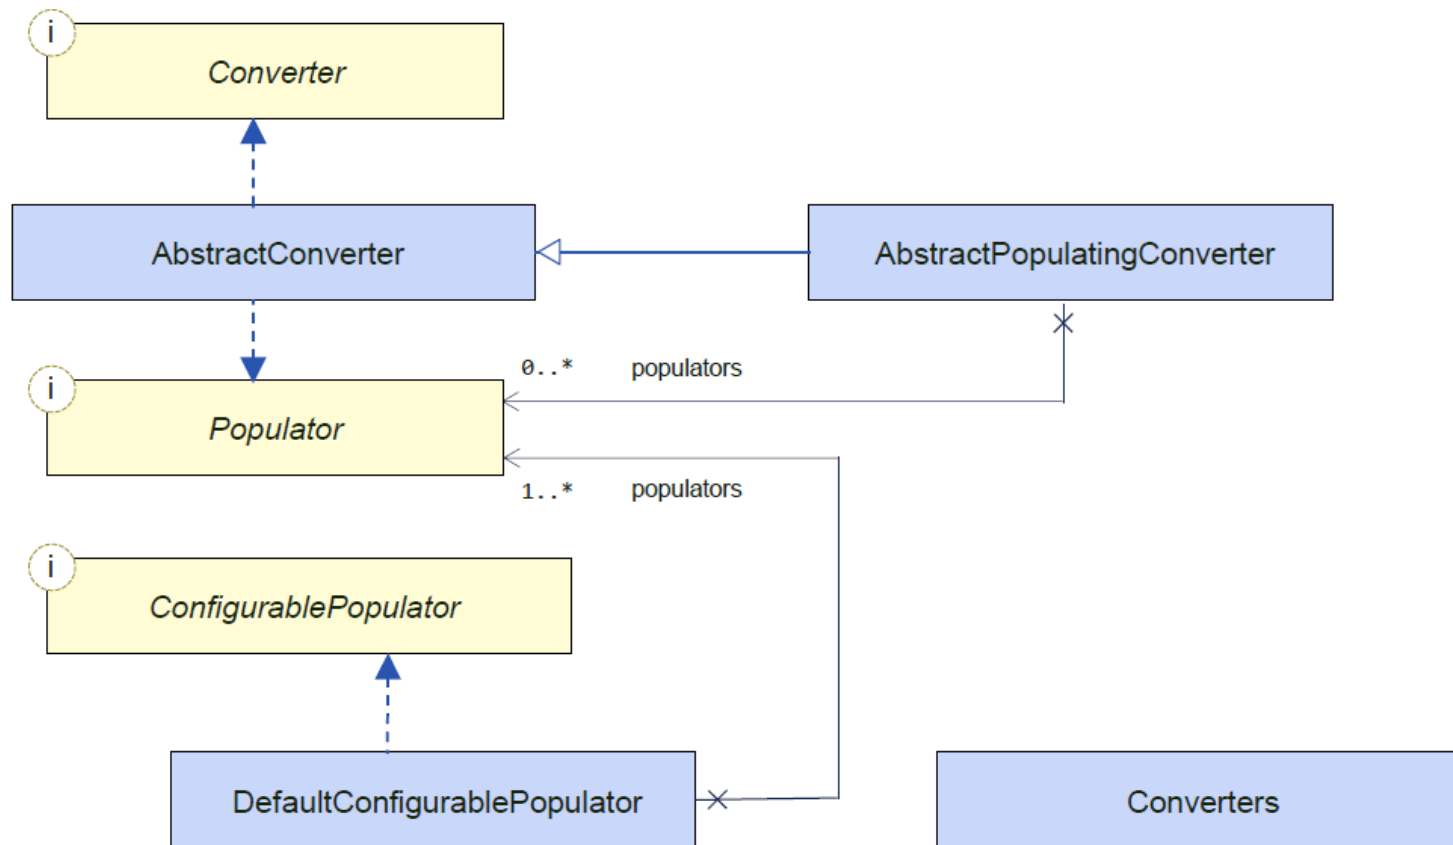 i
Converter
AbstractConverter
AbstractPopulatingConverter
0..* populators
i
Populator
1..* populators
i
ConfigurablePopulator
DefaultConfigurablePopulator
Converters